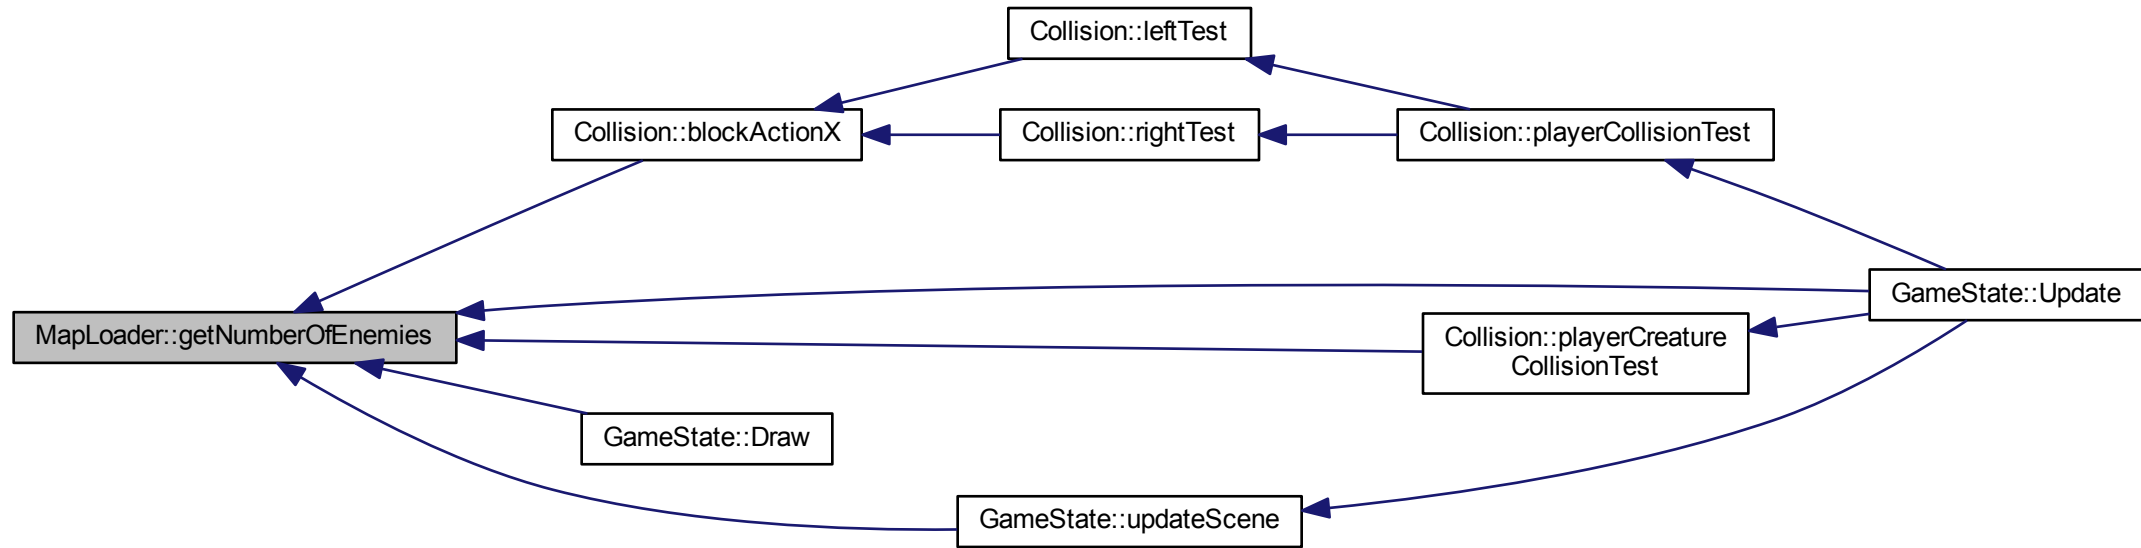 Collision::leftTest
Collision::blockActionX
Collision::rightTest
Collision::playerCollisionTest
GameState::Update
MapLoader::getNumberOfEnemies
Collision::playerCreature
CollisionTest
GameState::Draw
GameState::updateScene